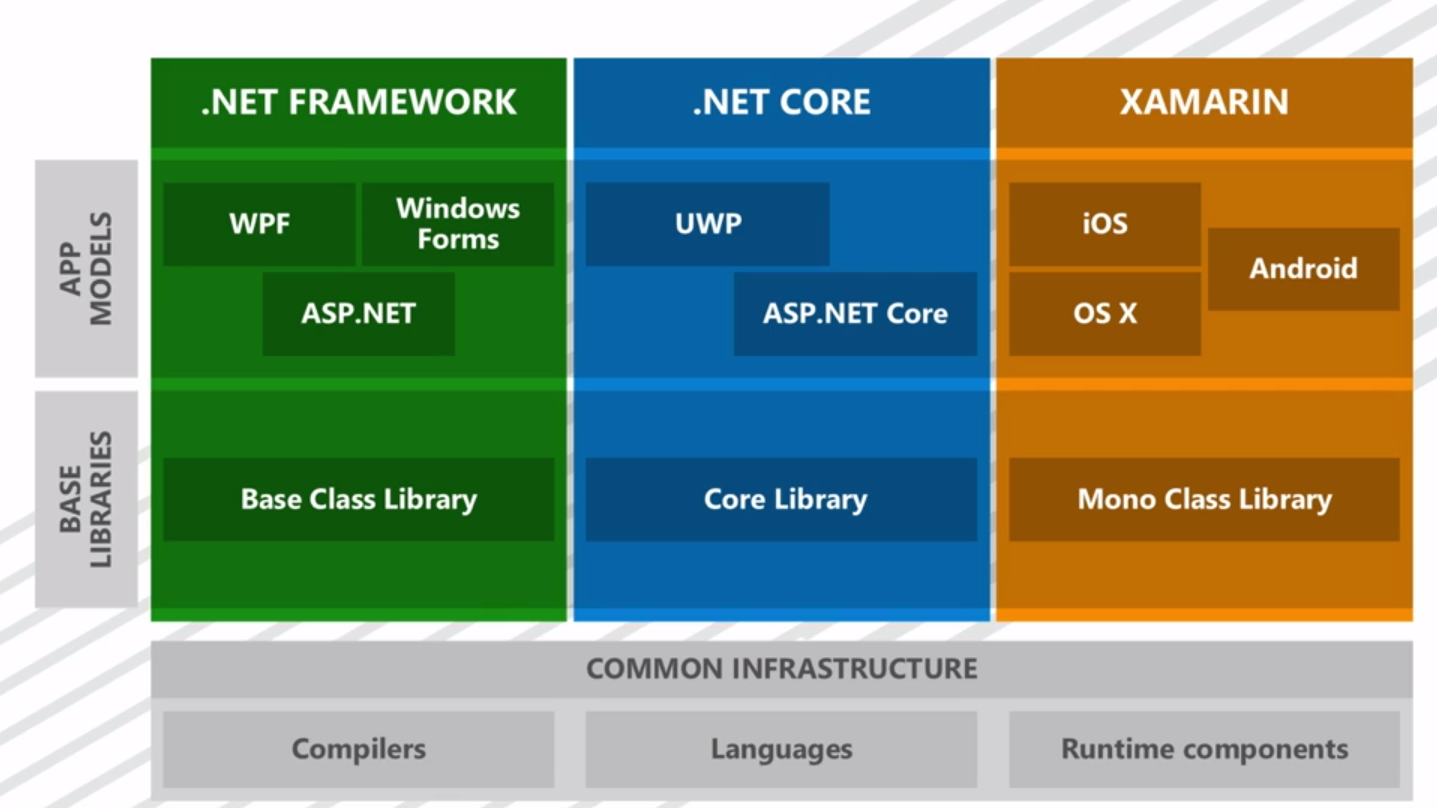 .NET FRAMEWORK
.NET CORE
XAMARIN
APP
MODELS
WPF
Windows
Forms
ASP.NET
UWP
ASP.NET Core
iOS
Android
OS X
BASE
LIBRARIES
Base Class Library
Core Library
Mono Class Library
COMMON INFRASTRUCTURE
Compilers
Languages
Runtime components